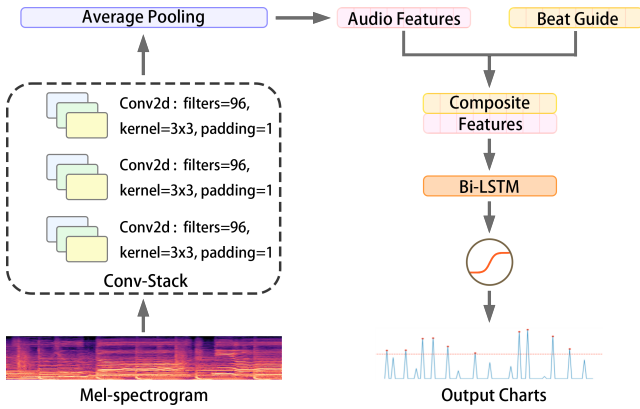 Average Pooling
Audio Features
Beat Guide
Conv2d : filters=96,
kernel=3x3, padding=1
Conv2d : filters=96,
kernel=3x3, padding=1
Conv2d : filters=96,
kernel=3x3, padding=1
Conv-Stack
Mel-spectrogram
Composite
Features
Bi-LSTM
Output Charts